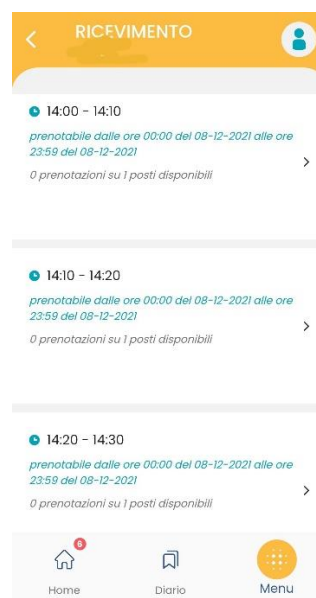 RICEVIMENTO
14:00 - 14:10
prenotabile dalle ore 00:00 del 08-12-2021 alle ore
23:59 del 08-12-2021
0 prenotazioni su 1 posti disponibili
14:10 - 14:20
prenotabile dalle ore 00:00 del 08-12-2021 alle ore
23:59 del 08-12-2021
0 prenotazioni su 1 posti disponibili
14:20 - 14:30
prenotabile dalle ore 00:00 del 08-12-2021 alle ore
23:59 del 08-12-2021
0 prenotazioni su 1 posti disponibili
6
Home Diario Menu